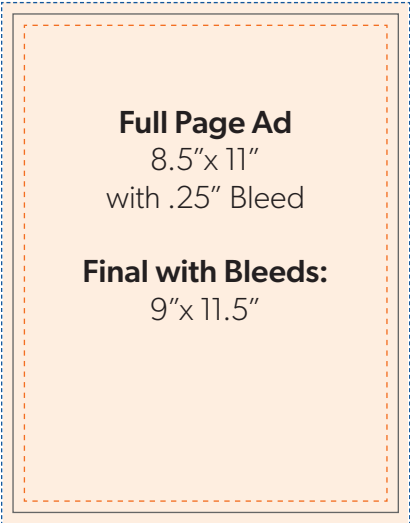 Full Page Ad
8.5”x 11”
with .25” Bleed
Final with Bleeds:
9”x 11.5”